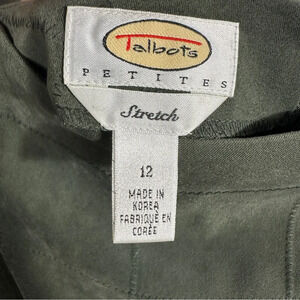 Talbots
PETITES
Stretch
12
MADE IN
KOREA
FABRIQUÉ EN
CORÉE